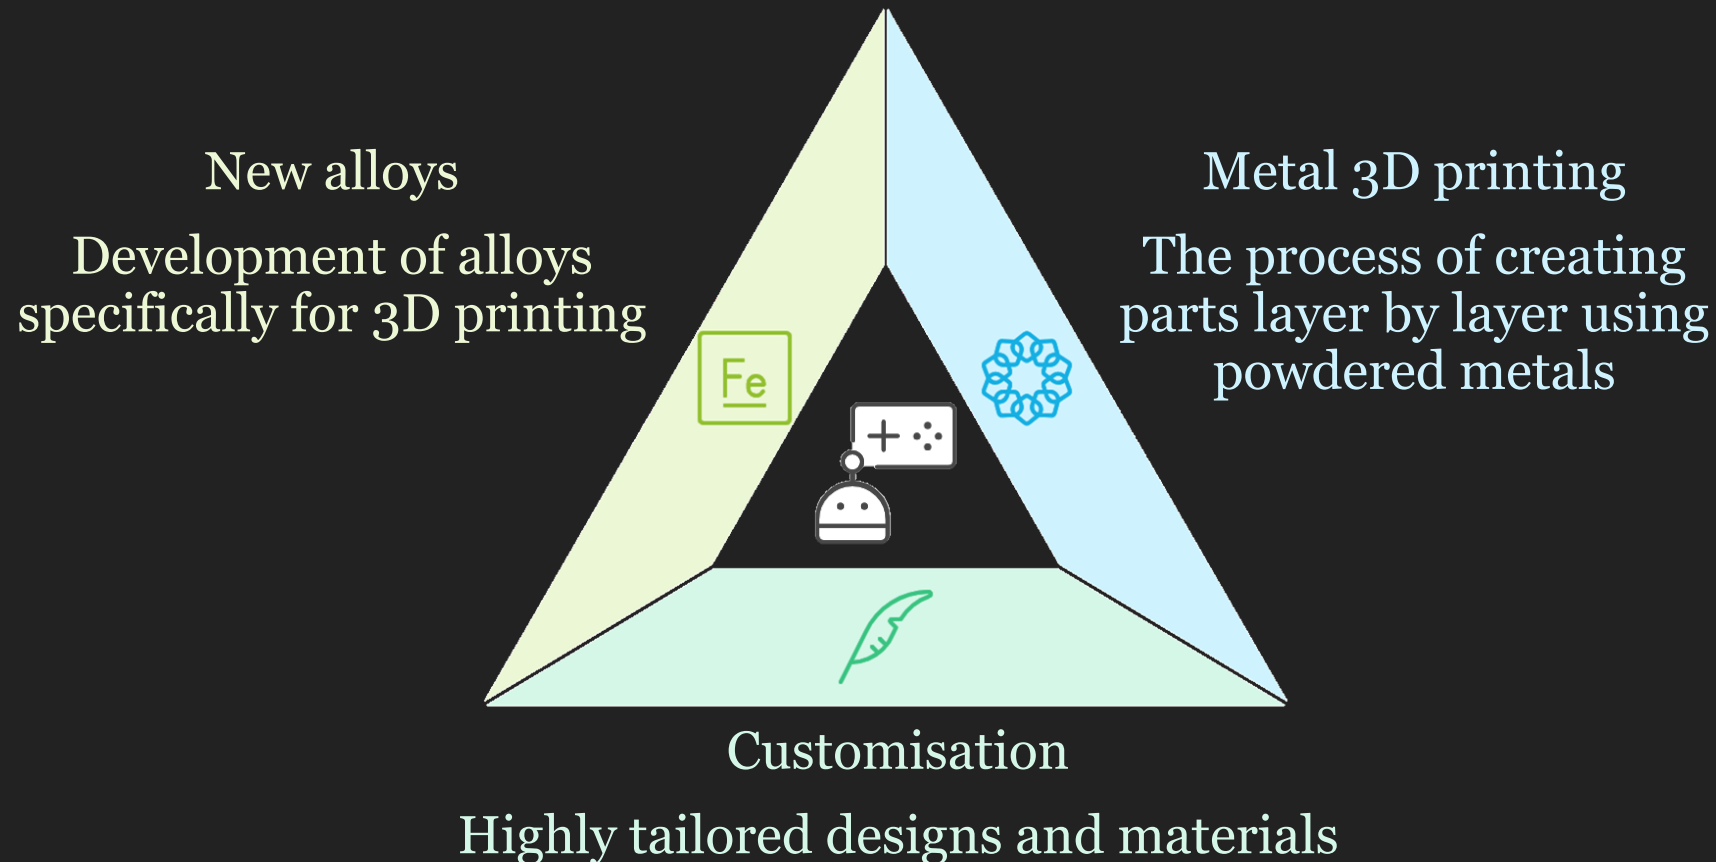 New alloys
Development of alloys
specifically for 3D printing
Metal 3D printing
The process of creating
parts layer by layer using
powdered metals
Fe
Customisation
Highly tailored designs and materials